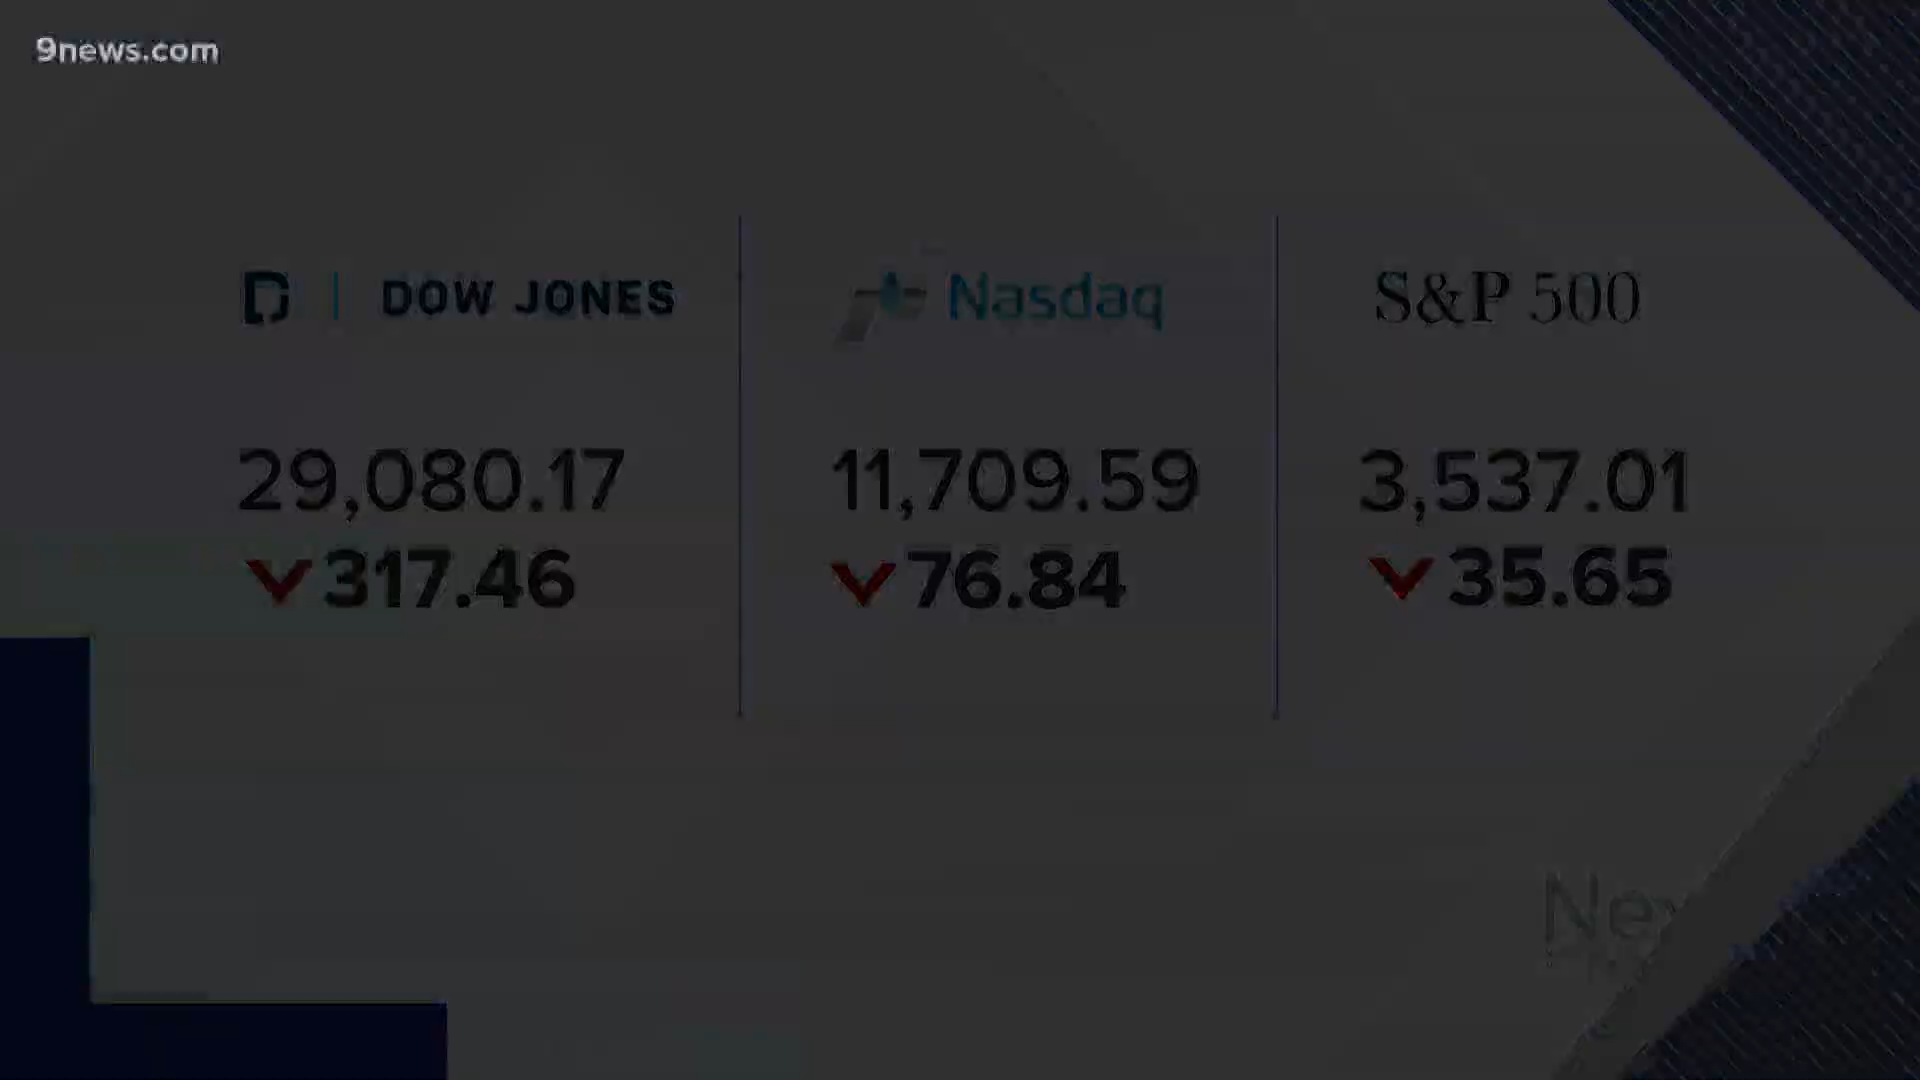 9news.com
DOW JONES
Nasdaq
S&P 500
29,080.17
11,709.59
3,537.01
317.46
76.84
35.65